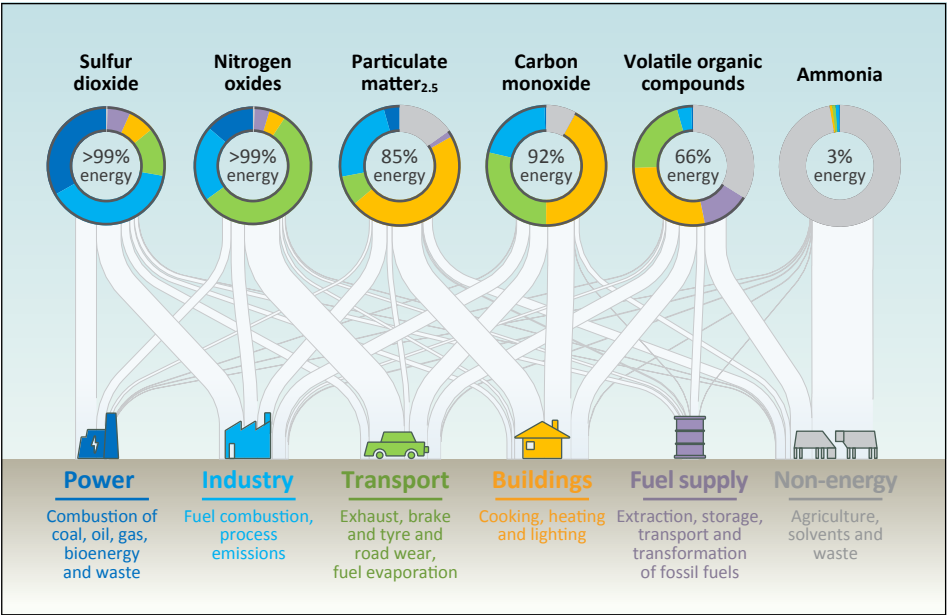 Sulfur
dioxide
Nitrogen
oxides
Particulate
matter2.5
Carbon
monoxide
Volatile organic
compounds
Ammonia
>99%
energy
>99%
energy
85%
energy
92%
energy
66%
energy
3%
energy
Power
Combustion of
coal, oil, gas,
bioenergy
and waste
Industry
Fuel combustion,
process
emissions
Transport
Exhaust, brake
and tyre and
road wear,
fuel evaporation
Buildings
Cooking, heating
and lighting
Fuel supply
Extraction, storage,
transport and
transformation
of fossil fuels
Non-energy
Agriculture,
solvents and
waste